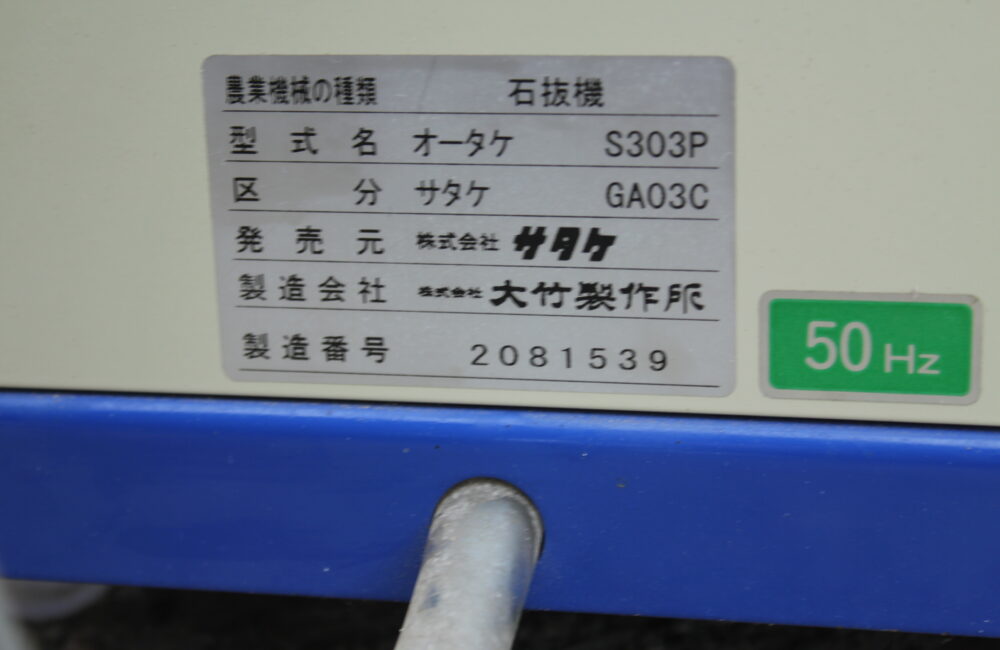 農業機械の種類 石抜機
型式名 オータケ S303P
区分 サタケ GA03C
発売元 株式会社 サタケ
製造会社 株式会社 大竹製作所
製造番号 2081539
50Hz